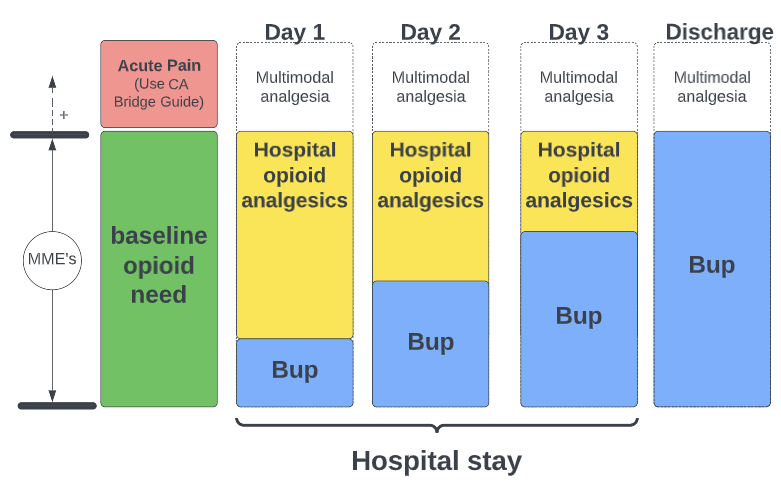 Day 1
Day 2
Day 3
Discharge
Acute Pain
(Use CA
Bridge Guide)
+
MME's
baseline
opioid
need
Multimodal
analgesia
Hospital
opioid
analgesics
Bup
Multimodal
analgesia
Hospital
opioid
analgesics
Bup
Multimodal
analgesia
Hospital
opioid
analgesics
Bup
Multimodal
analgesia
Bup
Hospital stay